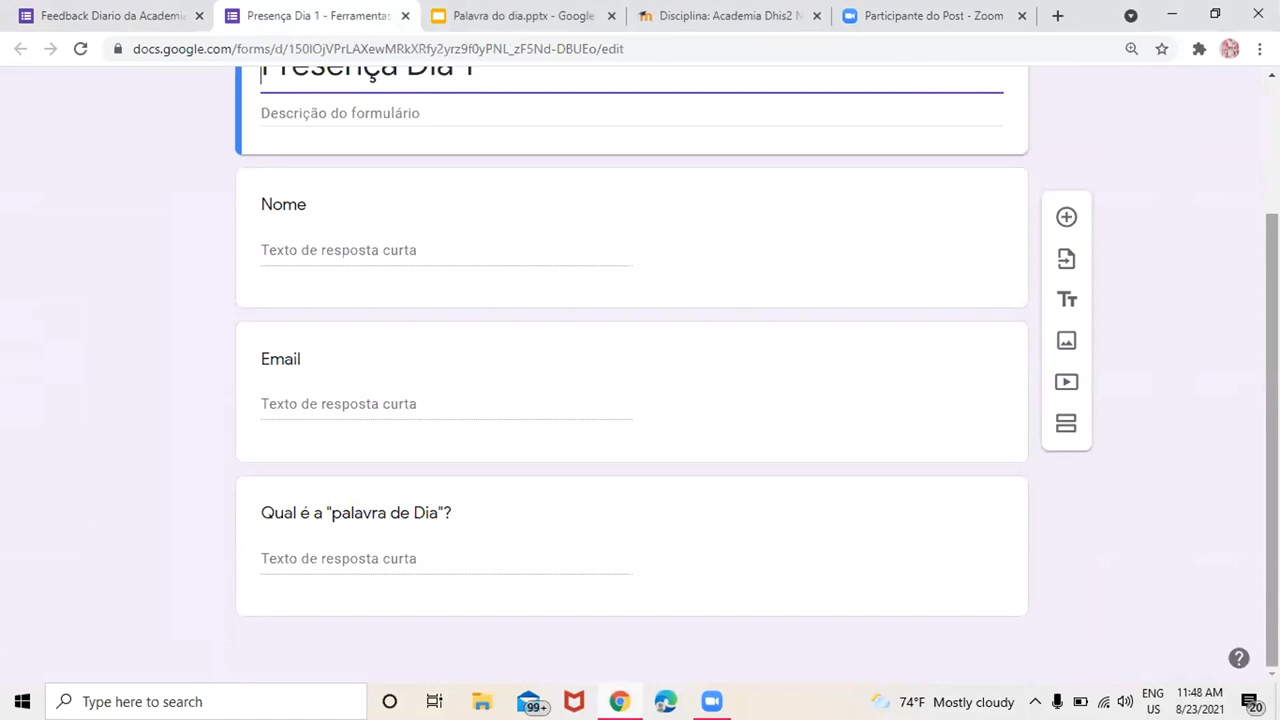 Feedback Diario da Academia
Presença Dia 1 - Ferramentas
Palavra do dia.pptx - Google
Disciplina: Academia Dhis2 N
Participante do Post - Zoom
docs.google.com/forms/d/150IOjVPrLAXewMRkXRfy2yrz9f0yPNL_zF5Nd-DBUEo/edit
Presença Dia 1
Descrição do formulário
Nome
Texto de resposta curta
Email
Texto de resposta curta
Qual é a "palavra de Dia"?
Texto de resposta curta
Type here to search
99+
74°F Mostly cloudy
ENG
US
11:48 AM
8/23/2021
20